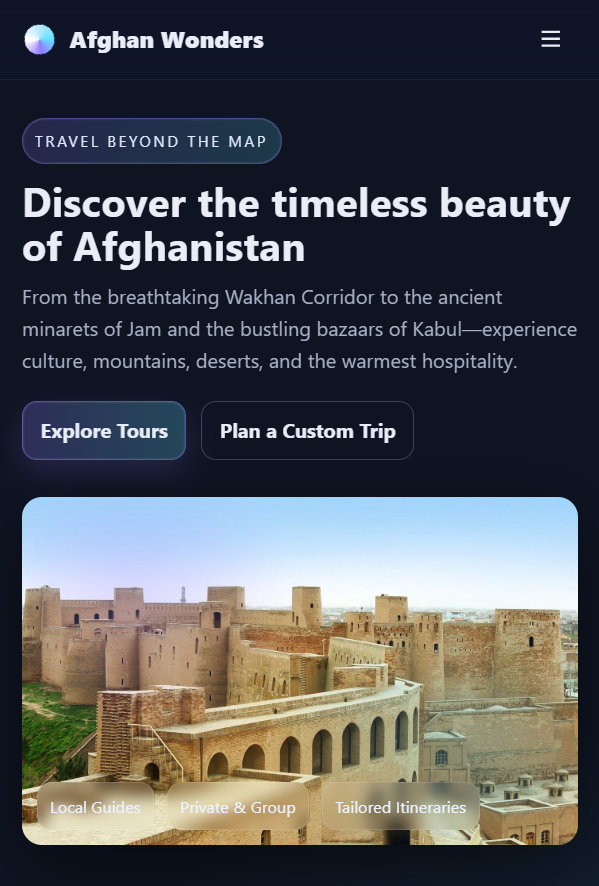 Afghan Wonders
TRAVEL BEYOND THE MAP
Discover the timeless beauty
of Afghanistan
From the breathtaking Wakhan Corridor to the ancient
minarets of Jam and the bustling bazaars of Kabul—experience
culture, mountains, deserts, and the warmest hospitality.
Explore Tours
Plan a Custom Trip
Local Guides
Private & Group
Tailored Itineraries